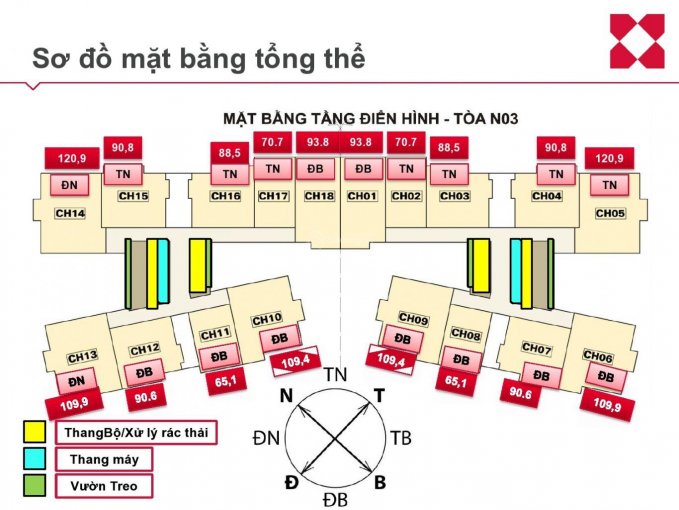 Sơ đồ mặt bằng tổng thể
MẶT BẰNG TẦNG ĐIỂN HÌNH - TÒA N03
120,9
90,8
88,5
70.7
93.8
93.8
70.7
88,5
90,8
120,9
ĐN
TN
TN
TN
ĐB
ĐB
TN
TN
TN
TN
CH14
CH15
CH16
CH17
CH18
CH01
CH02
CH03
CH04
CH05
CH13
CH12
CH11
CH10
CH09
CH08
CH07
CH06
ĐN
ĐB
ĐB
ĐB
ĐB
ĐB
ĐB
ĐB
109,9
90.6
65,1
109,4
109,4
65,1
90.6
109,9
TN
N
T
ĐN
TB
Đ
B
ĐB
ThangBộ/Xử lý rác thải
Thang máy
Vườn Treo